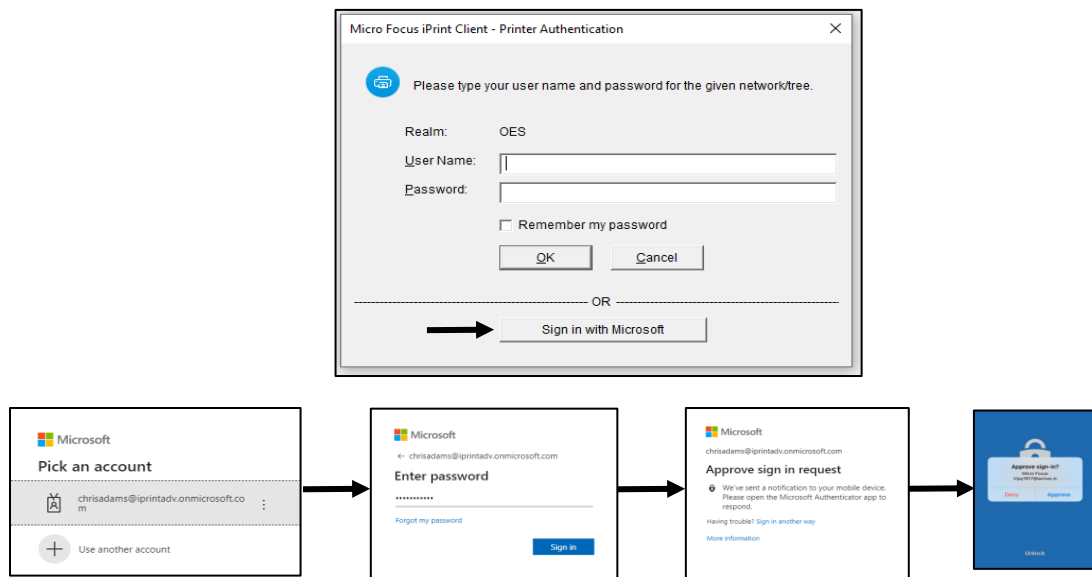 Micro Focus iPrint Client - Printer Authentication
Please type your user name and password for the given network/tree.
Realm: OES
User Name:
Password:
Remember my password
OK Cancel
OR
Sign in with Microsoft
Microsoft
Pick an account
chrisadams@iprintadv.onmicrosoft.co
m
Use another account
Microsoft
← chrisadams@iprintadv.onmicrosoft.com
Enter password
•••••••••••
Forgot my password
Sign in
Microsoft
chrisadams@iprintadv.onmicrosoft.com
Approve sign in request
We've sent a notification to your mobile device.
Please open the Microsoft Authenticator app to
respond.
Having trouble? Sign in another way
More information
Approve sign-in?
Micro Focus
Deny Approve
Unlock